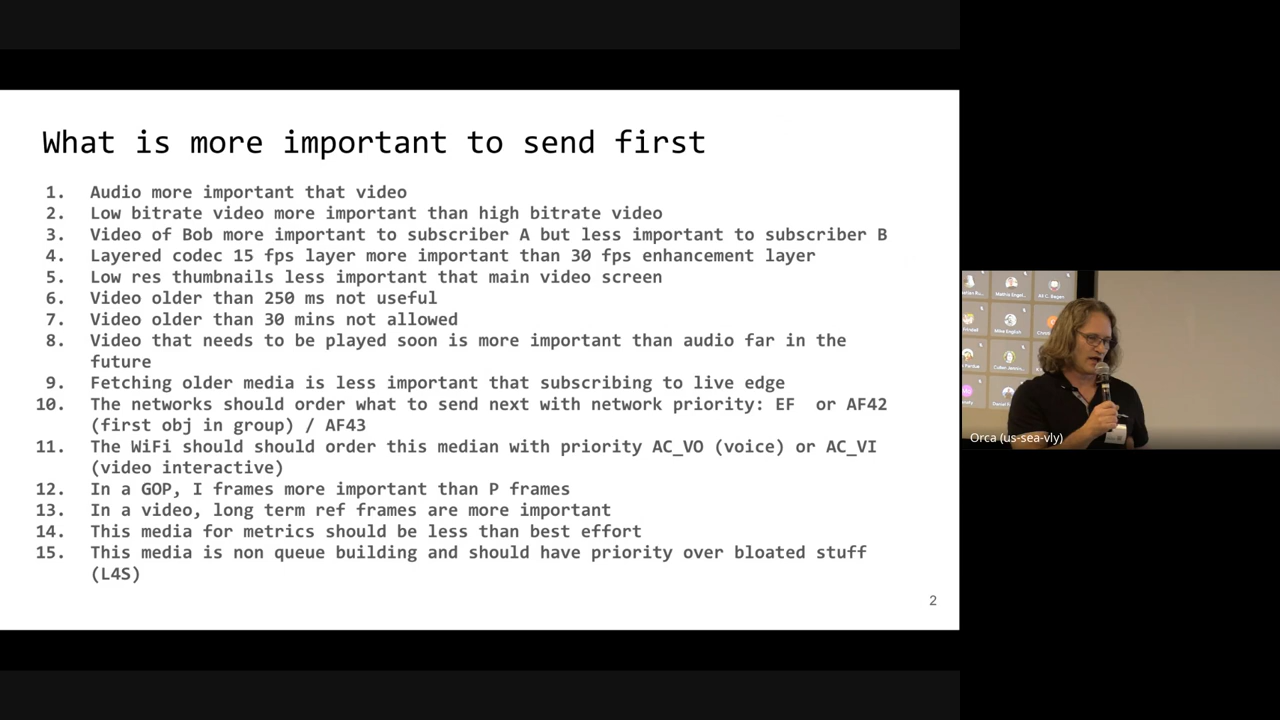 What is more important to send first
1. Audio more important that video
2. Low bitrate video more important than high bitrate video
3. Video of Bob more important to subscriber A but less important to subscriber B
4. Layered codec 15 fps layer more important than 30 fps enhancement layer
5. Low res thumbnails less important that main video screen
6. Video older than 250 ms not useful
7. Video older than 30 mins not allowed
8. Video that needs to be played soon is more important than audio far in the
future
9. Fetching older media is less important that subscribing to live edge
10. The networks should order what to send next with network priority: EF or AF42
(first obj in group) / AF43
11. The WiFi should should order this median with priority AC_VO (voice) or AC_VI
(video interactive)
12. In a GOP, I frames more important than P frames
13. In a video, long term ref frames are more important
14. This media for metrics should be less than best effort
15. This media is non queue building and should have priority over bloated stuff
(L4S)
2
Mike English
Orca (us-sea-vly)